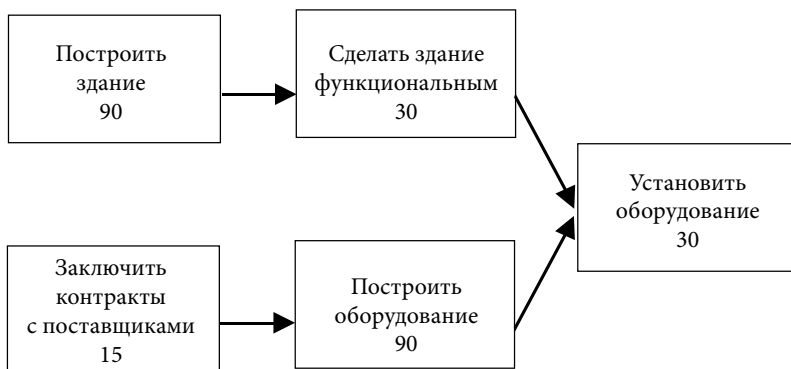 Построить
здание
90
Сделать здание
функциональным
30
Установить
оборудование
30
Заключить
контракты
с поставщиками
15
Построить
оборудование
90